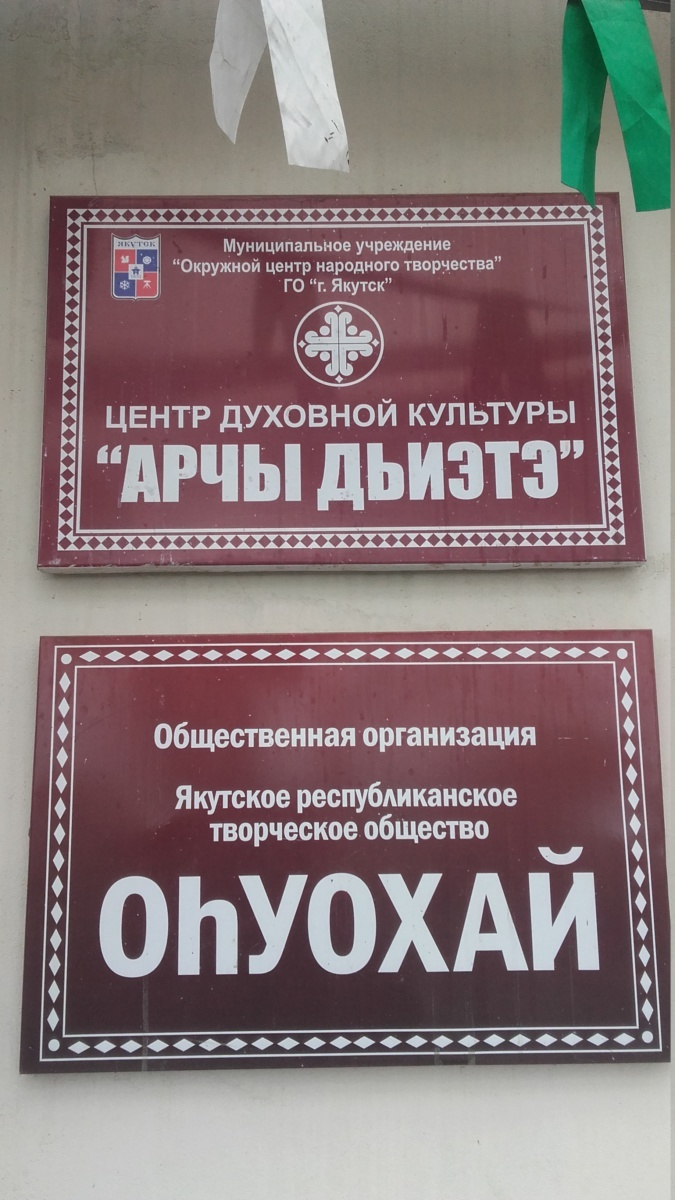 ЯКУТСК
Муниципальное учреждение
“Окружной центр народного творчества”
ГО “г. Якутск”
ЦЕНТР ДУХОВНОЙ КУЛЬТУРЫ
“АРЧЫ ДЬИЭТЭ”
Общественная организация
Якутское республиканское
творческое общество
ОһУОХАЙ